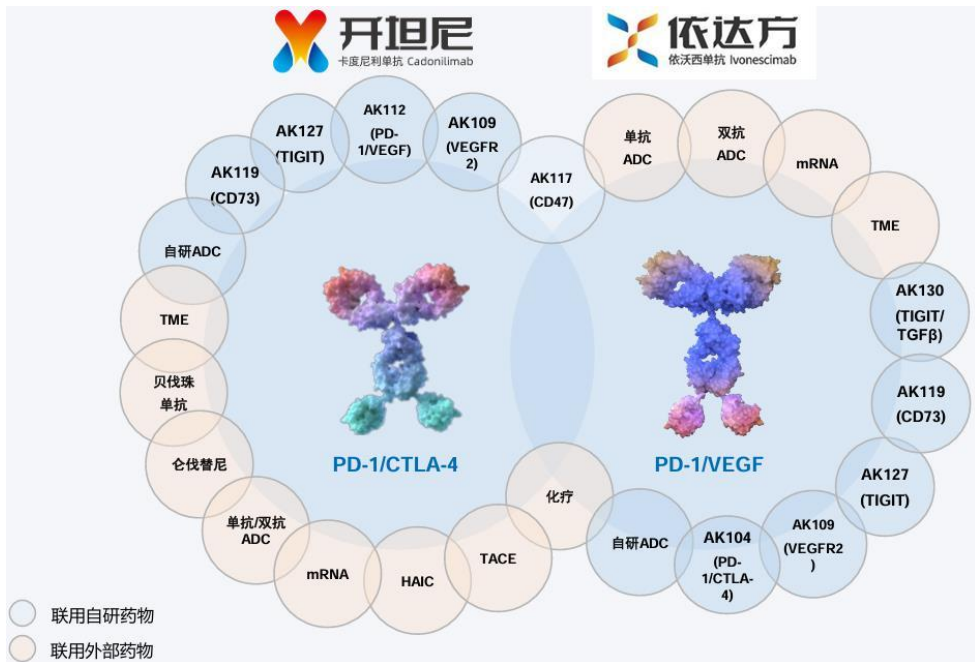 开坦尼
卡度尼利单抗 Cadonilimab
依达方
依沃西单抗 Ivonescimab
AK112
(PD-
1/VEGF)
AK127
(TIGIT)
AK109
(VEGFR
2)
AK119
(CD73)
AK117
(CD47)
单抗
ADC
双抗
ADC
mRNA
TME
自研ADC
TME
贝伐珠
单抗
仑伐替尼
单抗/双抗
ADC
mRNA
HAIC
TACE
化疗
PD-1/CTLA-4
PD-1/VEGF
AK130
(TIGIT/
TGFβ)
AK119
(CD73)
AK127
(TIGIT)
AK109
(VEGFR2
)
AK104
(PD-
1/CTLA-
4)
自研ADC
联用自研药物
联用外部药物